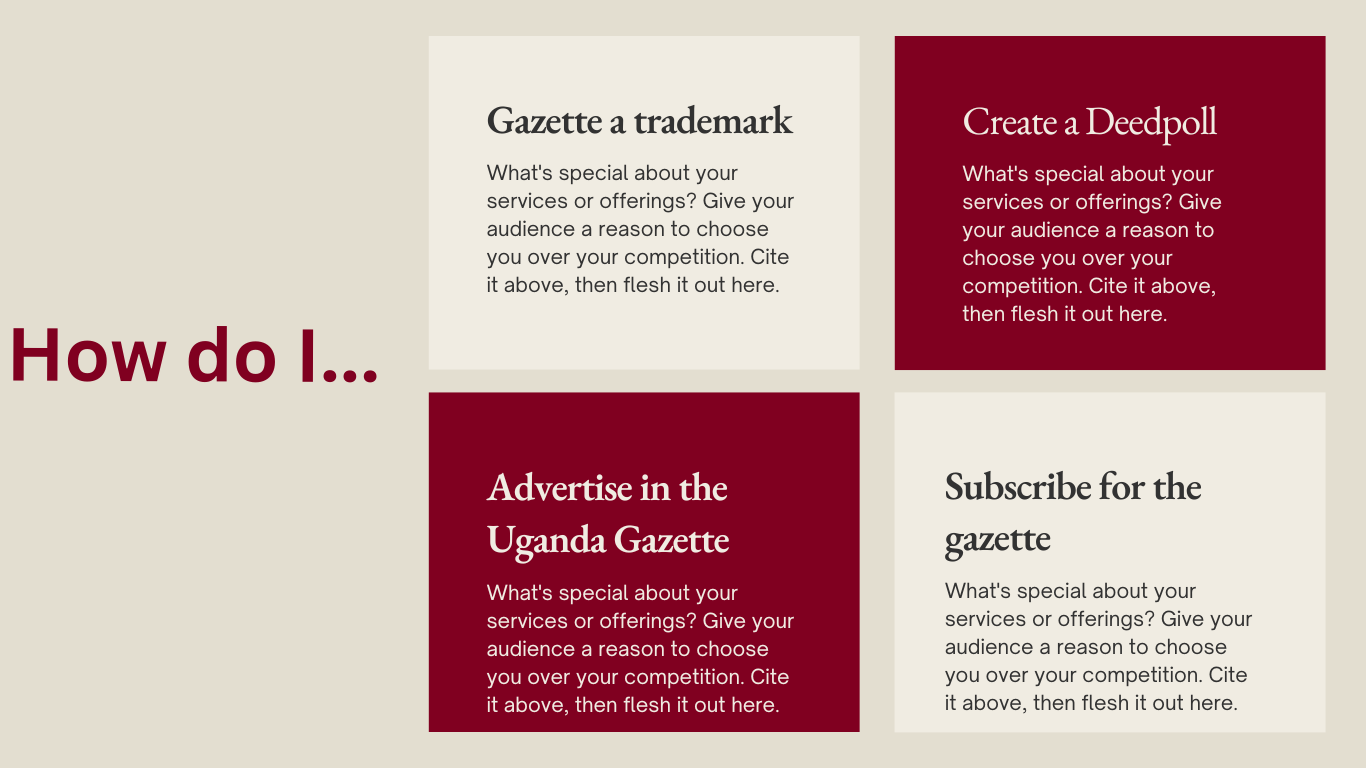 How do I...
Gazette a trademark
What's special about your
services or offerings? Give your
audience a reason to choose
you over your competition. Cite
it above, then flesh it out here.
Create a Deedpoll
What's special about your
services or offerings? Give
your audience a reason to
choose you over your
competition. Cite it above,
then flesh it out here.
Advertise in the
Uganda Gazette
What's special about your
services or offerings? Give your
audience a reason to choose
you over your competition. Cite
it above, then flesh it out here.
Subscribe for the
gazette
What's special about your
services or offerings? Give your
audience a reason to choose
you over your competition. Cite
it above, then flesh it out here.